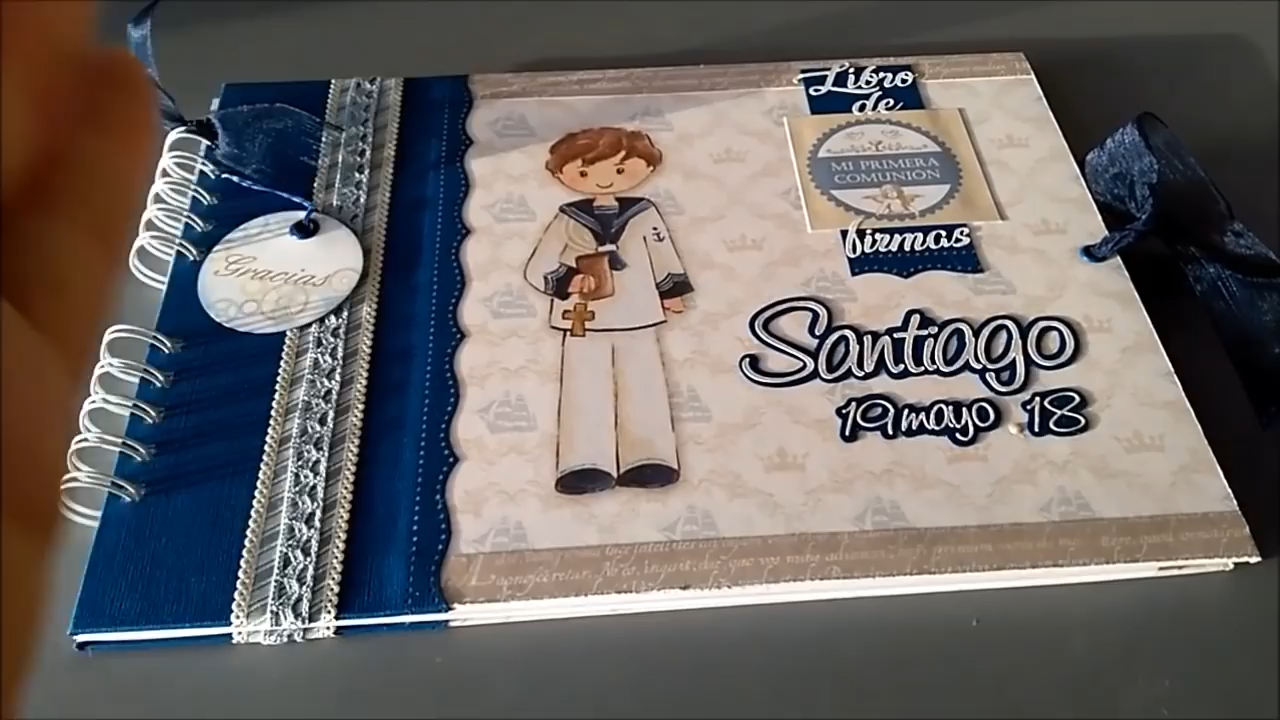 Libro
de
MI PRIMERA
COMUNION
firmas
Gracias
Santiago
19 mayo 18